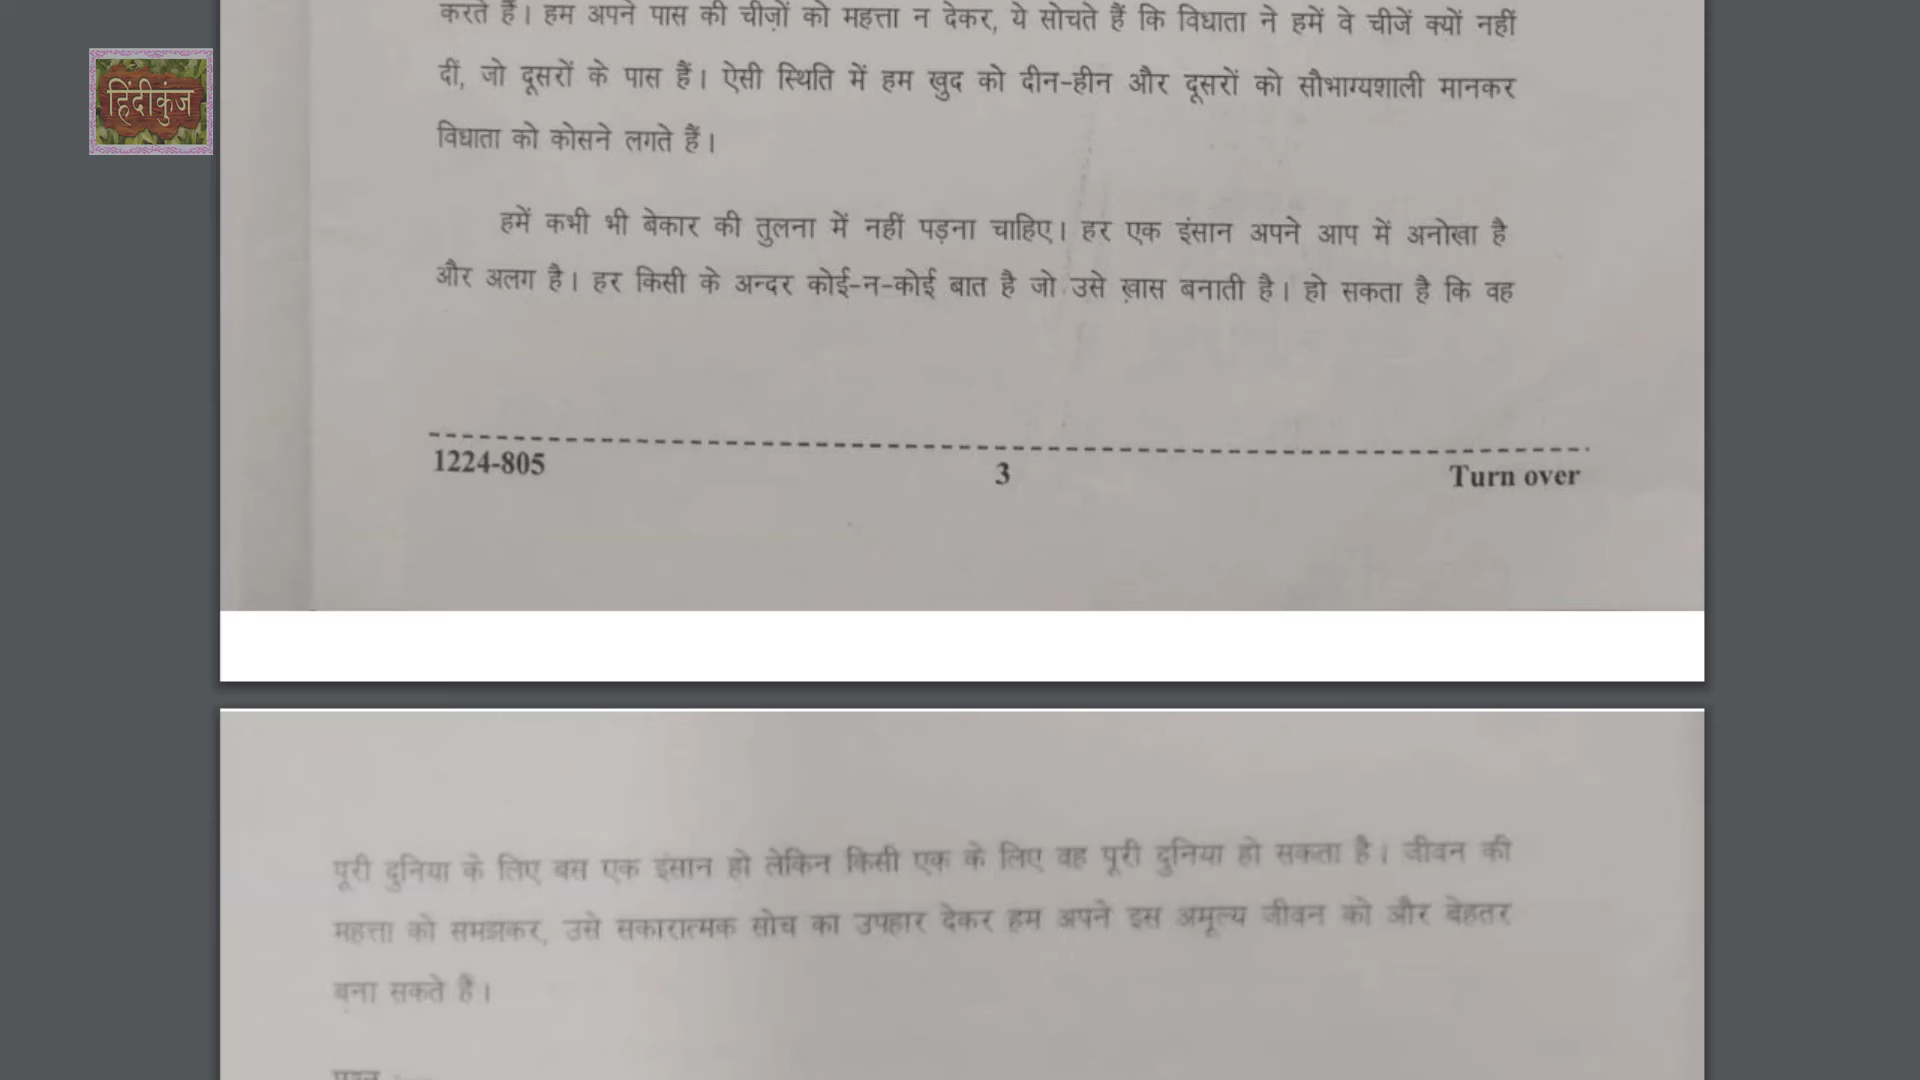 हिंदीकुंज
करते हैं। हम अपने पास की चीज़ों को महत्ता न देकर, ये सोचते हैं कि विधाता ने हमें वे चीजें क्यों नहीं
दीं, जो दूसरों के पास हैं। ऐसी स्थिति में हम खुद को दीन-हीन और दूसरों को सौभाग्यशाली मानकर
विधाता को कोसने लगते हैं।
हमें कभी भी बेकार की तुलना में नहीं पड़ना चाहिए। हर एक इंसान अपने आप में अनोखा है
और अलग है। हर किसी के अन्दर कोई-न-कोई बात है जो उसे ख़ास बनाती है। हो सकता है कि वह
1224-805 3 Turn over
पूरी दुनिया के लिए बस एक इंसान हो लेकिन किसी एक के लिए वह पूरी दुनिया हो सकता है। जीवन की
महत्ता को समझकर, उसे सकारात्मक सोच का उपहार देकर हम अपने इस अमूल्य जीवन को और बेहतर
बना सकते हैं।